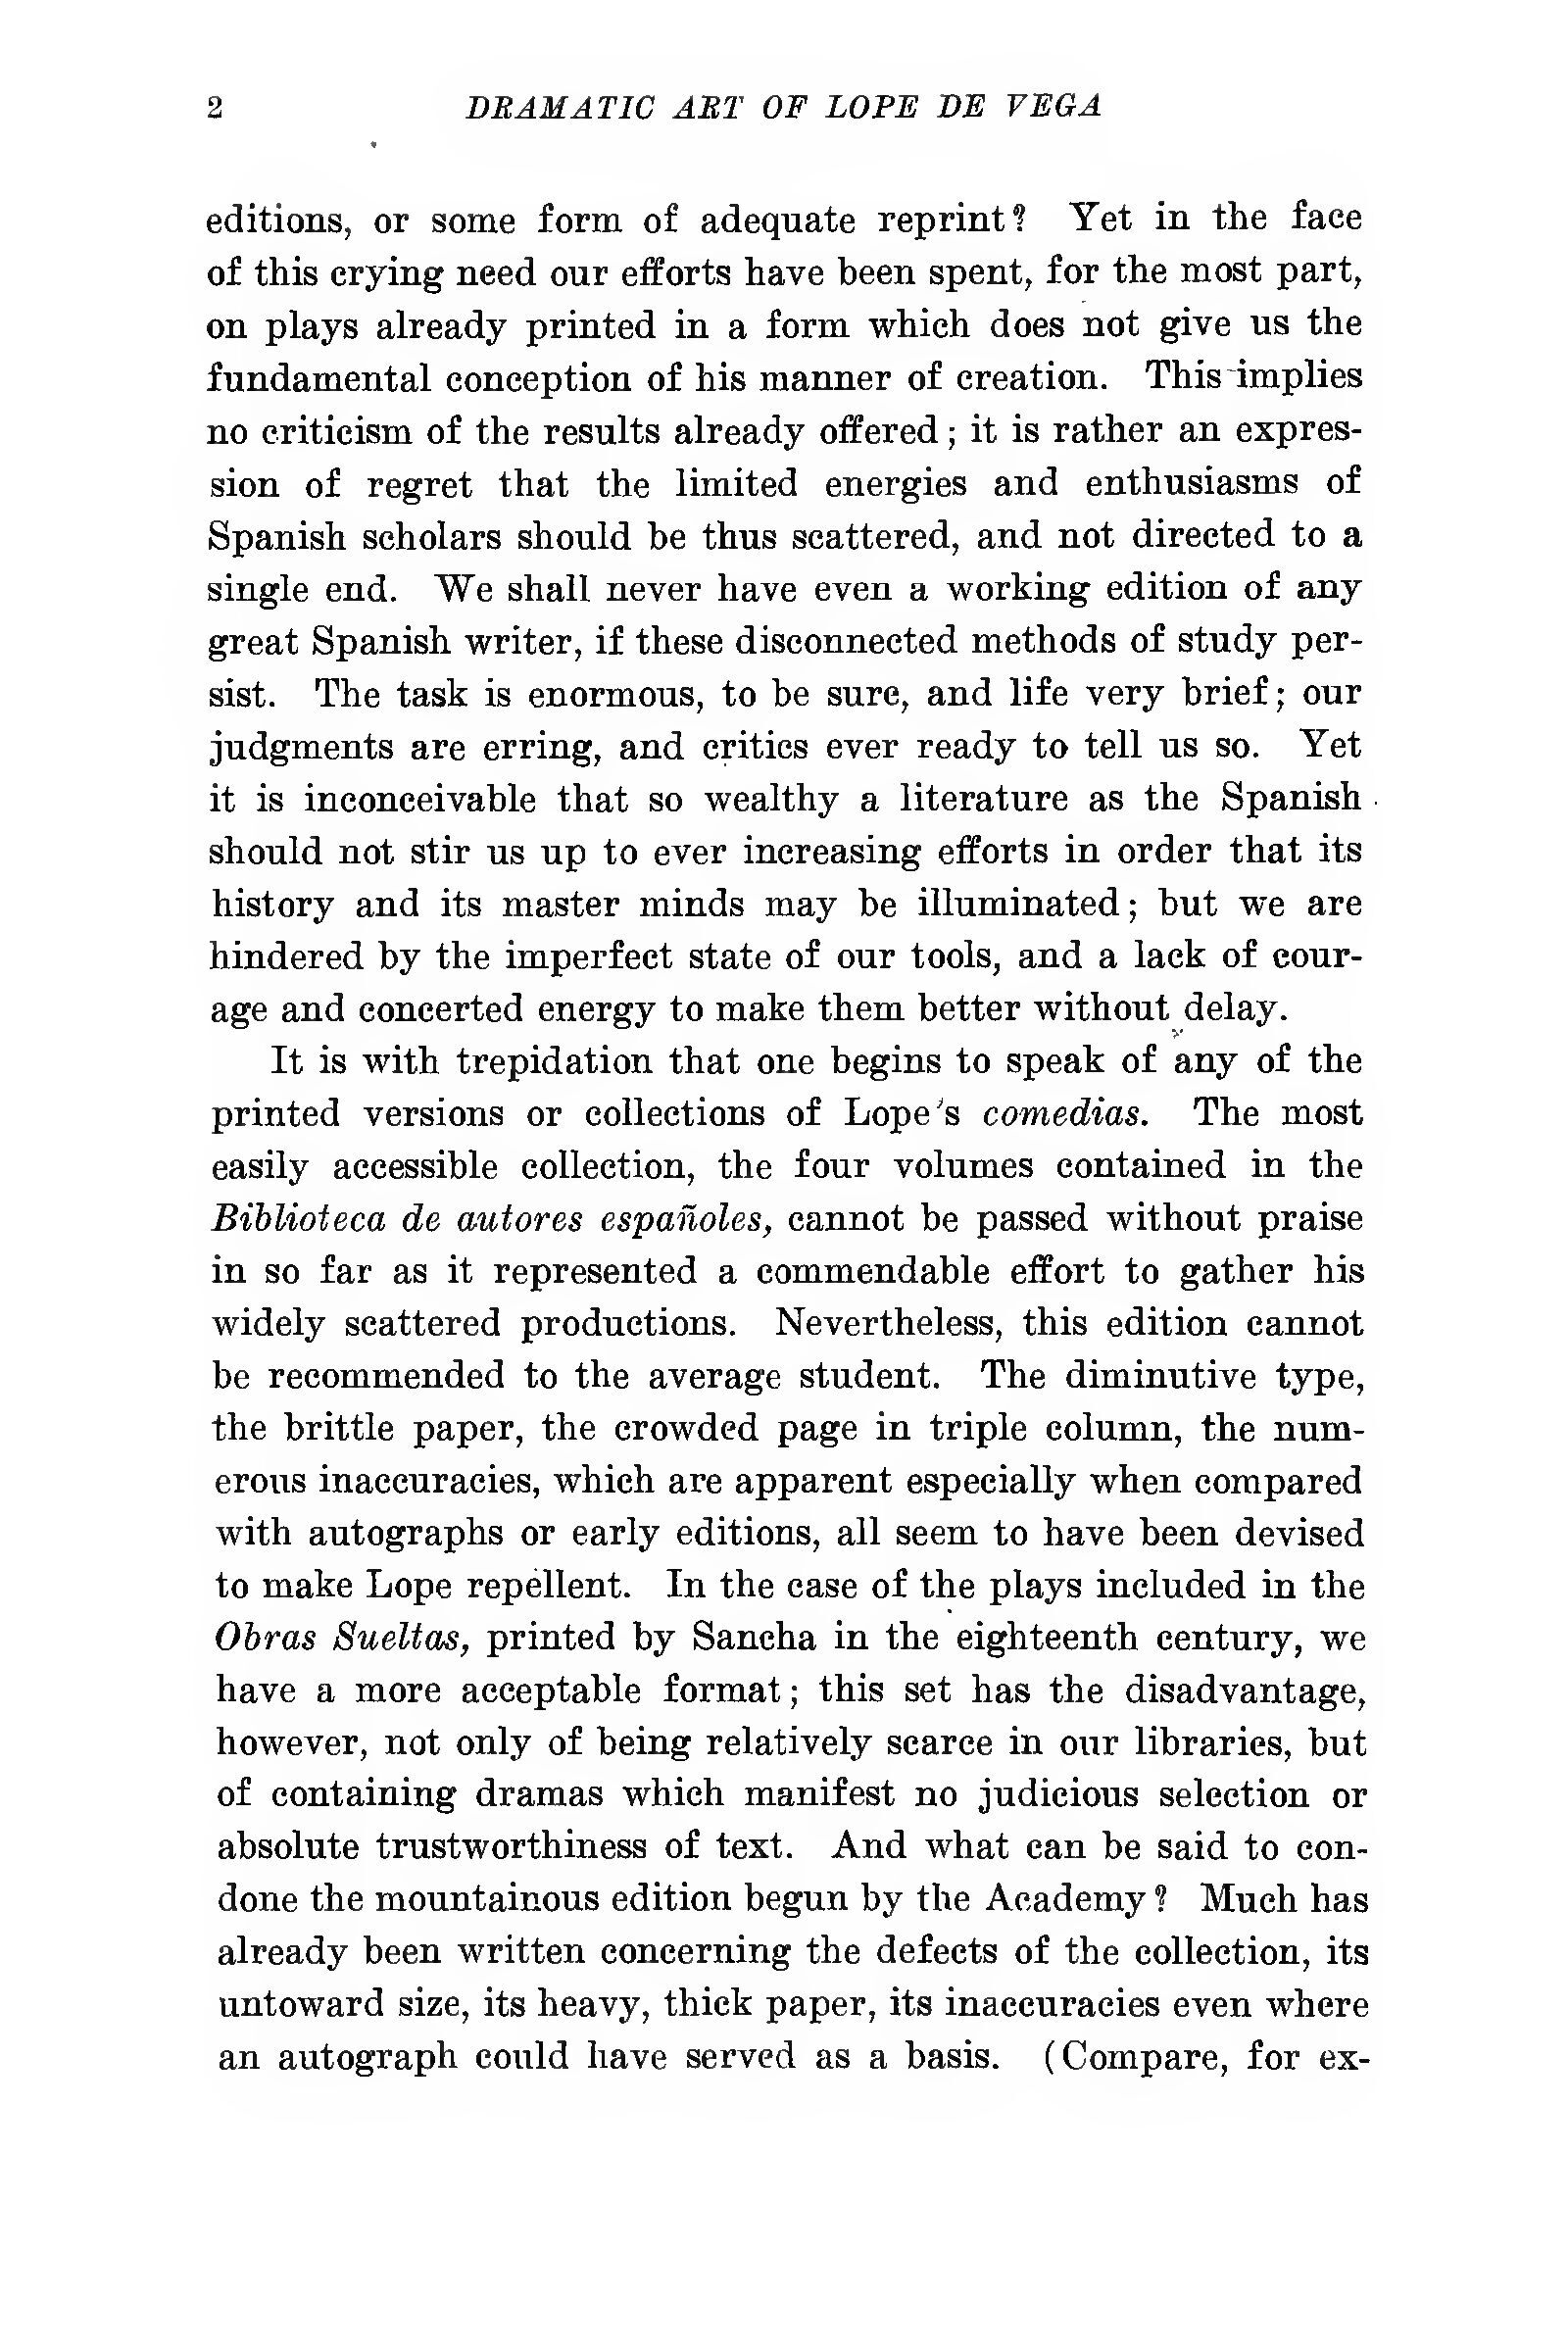 2 DRAMATIC ART OF LOPE DE VEGA
editions, or some form of adequate reprint? Yet in the face
of this crying need our efforts have been spent, for the most part,
on plays already printed in a form which does not give us the
fundamental conception of his manner of creation. This implies
no criticism of the results already offered; it is rather an expres-
sion of regret that the limited energies and enthusiasms of
Spanish scholars should be thus scattered, and not directed to a
single end. We shall never have even a working edition of any
great Spanish writer, if these disconnected methods of study per-
sist. The task is enormous, to be sure, and life very brief; our
judgments are erring, and critics ever ready to tell us so. Yet
it is inconceivable that so wealthy a literature as the Spanish
should not stir us up to ever increasing efforts in order that its
history and its master minds may be illuminated; but we are
hindered by the imperfect state of our tools, and a lack of cour-
age and concerted energy to make them better without delay.
It is with trepidation that one begins to speak of any of the
printed versions or collections of Lope's comedias. The most
easily accessible collection, the four volumes contained in the
Biblioteca de autores españoles, cannot be passed without praise
in so far as it represented a commendable effort to gather his
widely scattered productions. Nevertheless, this edition cannot
be recommended to the average student. The diminutive type,
the brittle paper, the crowded page in triple column, the num-
erous inaccuracies, which are apparent especially when compared
with autographs or early editions, all seem to have been devised
to make Lope repellent. In the case of the plays included in the
Obras Sueltas, printed by Sancha in the eighteenth century, we
have a more acceptable format; this set has the disadvantage,
however, not only of being relatively scarce in our libraries, but
of containing dramas which manifest no judicious selection or
absolute trustworthiness of text. And what can be said to con-
done the mountainous edition begun by the Academy? Much has
already been written concerning the defects of the collection, its
untoward size, its heavy, thick paper, its inaccuracies even where
an autograph could have served as a basis. (Compare, for ex-